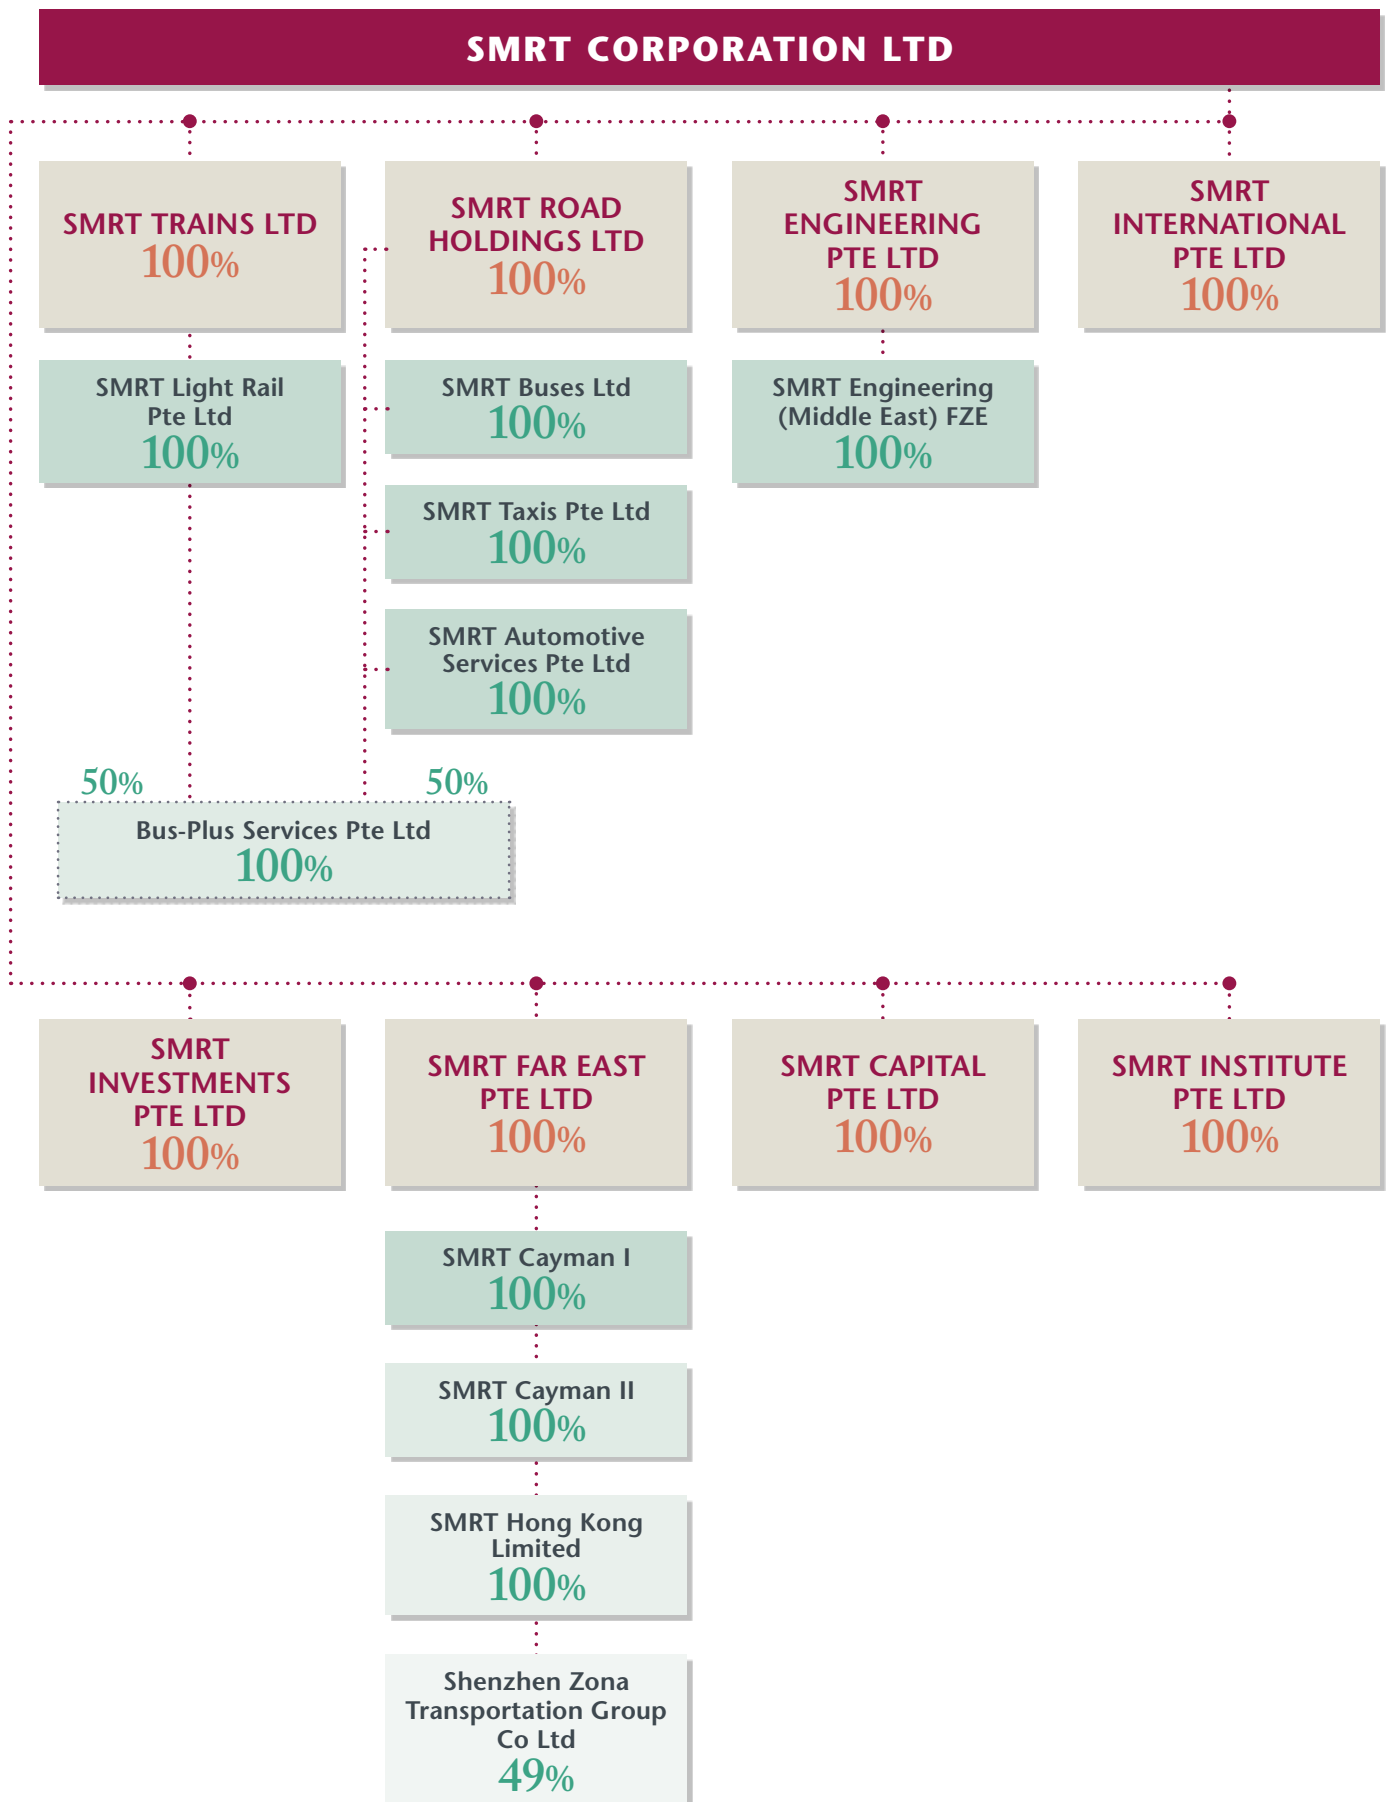 SMRT CORPORATION LTD
SMRT TRAINS LTD
100%
SMRT ROAD
HOLDINGS LTD
100%
SMRT
ENGINEERING
PTE LTD
100%
SMRT
INTERNATIONAL
PTE LTD
100%
SMRT Light Rail
Pte Ltd
100%
SMRT Buses Ltd
100%
SMRT Engineering
(Middle East) FZE
100%
SMRT Taxis Pte Ltd
100%
SMRT Automotive
Services Pte Ltd
100%
50%
50%
Bus-Plus Services Pte Ltd
100%
SMRT
INVESTMENTS
PTE LTD
100%
SMRT FAR EAST
PTE LTD
100%
SMRT CAPITAL
PTE LTD
100%
SMRT INSTITUTE
PTE LTD
100%
SMRT Cayman I
100%
SMRT Cayman II
100%
SMRT Hong Kong
Limited
100%
Shenzhen Zona
Transportation Group
Co Ltd
49%